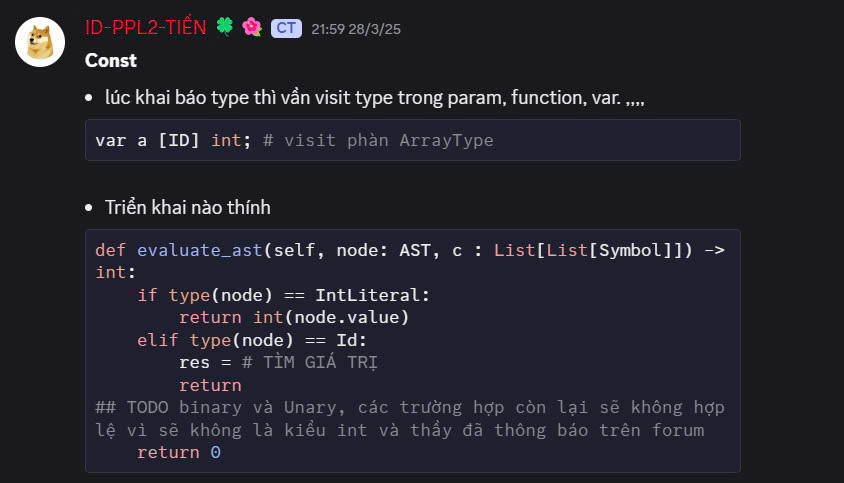 ID-PPL2-TIẾN 🍀 🌺 CT 21:59 28/3/25
Const
• lúc khai báo type thì vẫn visit type trong param, function, var. ,,,,
var a [ID] int; # visit phàn ArrayType
• Triển khai nào thính
def evaluate_ast(self, node: AST, c : List[List[Symbol]]) ->
int:
    if type(node) == IntLiteral:
        return int(node.value)
    elif type(node) == Id:
        res = # TÌM GIÁ TRỊ
        return
## TODO binary và Unary, các trường hợp còn lại sẽ không hợp
lệ vì sẽ không là kiểu int và thầy đã thông báo trên forum
    return 0